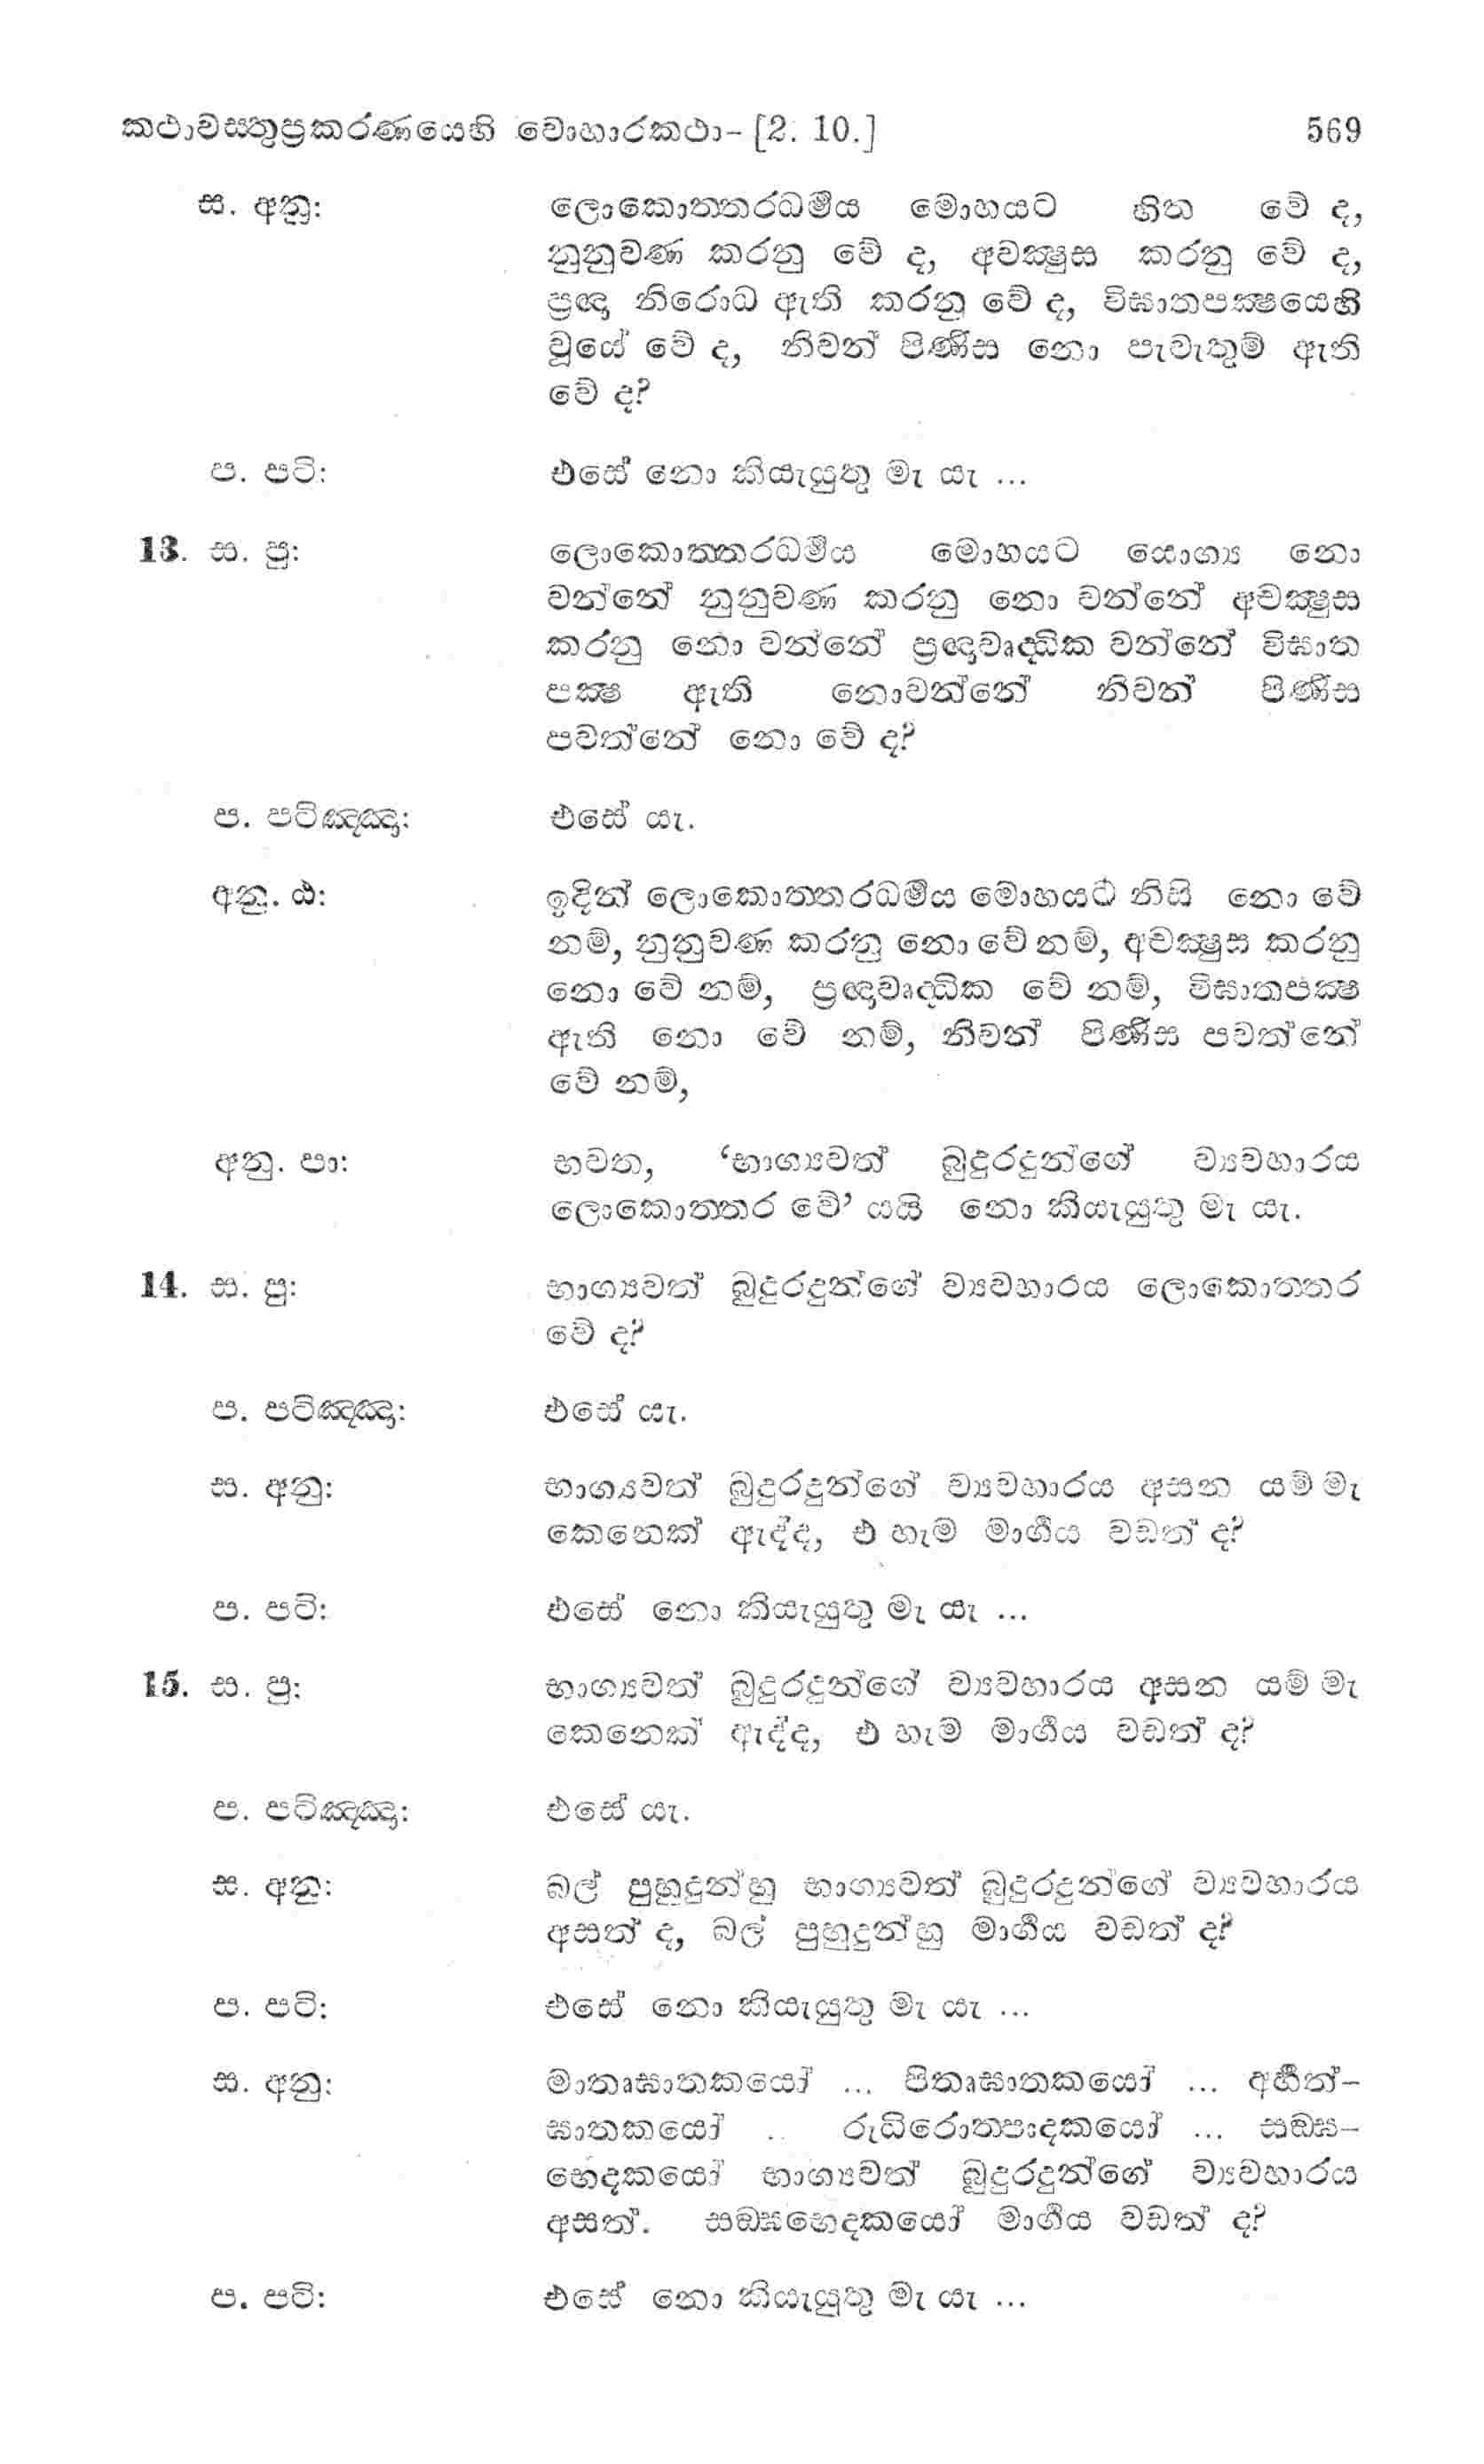 කථාවස්තුප්‍රකරණයෙහි වොහාරකථා- [2. 10.] 569
ස. අනු: ලොකොත්තරධර්මය මොහයට හිත වේ ද,
නුනුවණ කරනු වේ ද, අචක්ෂුස කරනු වේ ද,
ප්‍රඥා නිරොධ ඇති කරනු වේ ද, විඝාතපක්ෂයෙහි
වූයේ වේ ද, නිවන් පිණිස නො පැවැතුම් ඇති
වේ ද?
ප. පටි: එසේ නො කියැයුතු මැ යැ ...
13. ස. පු: ලොකොත්තරධර්මය මොහයට යොග්‍ය නො
වන්නේ නුනුවණ කරනු නො වන්නේ අචක්ෂුස
කරනු නො වන්නේ ප්‍රඥාවෘද්ධික වන්නේ විඝාත
පක්ෂ ඇති නොවන්නේ නිවන් පිණිස
පවත්නේ නො වේ ද?
ප. පටිඤ්ඤා: එසේ යැ.
අනු. ඨ: ඉදින් ලොකොත්තරධර්මය මොහයට නිසි නො වේ
නම්, නුනුවණ කරනු නො වේ නම්, අචක්ෂුස කරනු
නො වේ නම්, ප්‍රඥාවෘද්ධික වේ නම්, විඝාතපක්ෂ
ඇති නො වේ නම්, නිවන් පිණිස පවත්නේ
වේ නම්,
අනු. පා: භවත, ‘භාග්‍යවත් බුදුරදුන්ගේ ව්‍යවහාරය
ලොකොත්තර වේ’ යයි නො කියැයුතු මැ යැ.
14. ස. පු: භාග්‍යවත් බුදුරදුන්ගේ ව්‍යවහාරය ලොකොත්තර
වේ ද?
ප. පටිඤ්ඤා: එසේ යැ.
ස. අනු: භාග්‍යවත් බුදුරදුන්ගේ ව්‍යවහාරය අසන යම් මැ
කෙනෙක් ඇද්ද, එ හැම මාර්ගය වඩත් ද?
ප. පටි: එසේ නො කියැයුතු මැ යැ ...
15. ස. පු: භාග්‍යවත් බුදුරදුන්ගේ ව්‍යවහාරය අසන යම් මැ
කෙනෙක් ඇද්ද, එ හැම මාර්ගය වඩත් ද?
ප. පටිඤ්ඤා: එසේ යැ.
ස. අනු: බල් පුහුදුන්හු භාග්‍යවත් බුදුරදුන්ගේ ව්‍යවහාරය
අසත් ද, බල් පුහුදුන්හු මාර්ගය වඩත් ද?
ප. පටි: එසේ නො කියැයුතු මැ යැ ...
ස. අනු: මාතෘඝාතකයෝ ... පිතෘඝාතකයෝ ... අර්හත්-
ඝාතකයෝ .. රුධිරොත්පාදකයෝ ... සඞ්ඝ-
භෙදකයෝ භාග්‍යවත් බුදුරදුන්ගේ ව්‍යවහාරය
අසත්. සඞ්ඝභෙදකයෝ මාර්ගය වඩත් ද?
ප. පටි: එසේ නො කියැයුතු මැ යැ ...